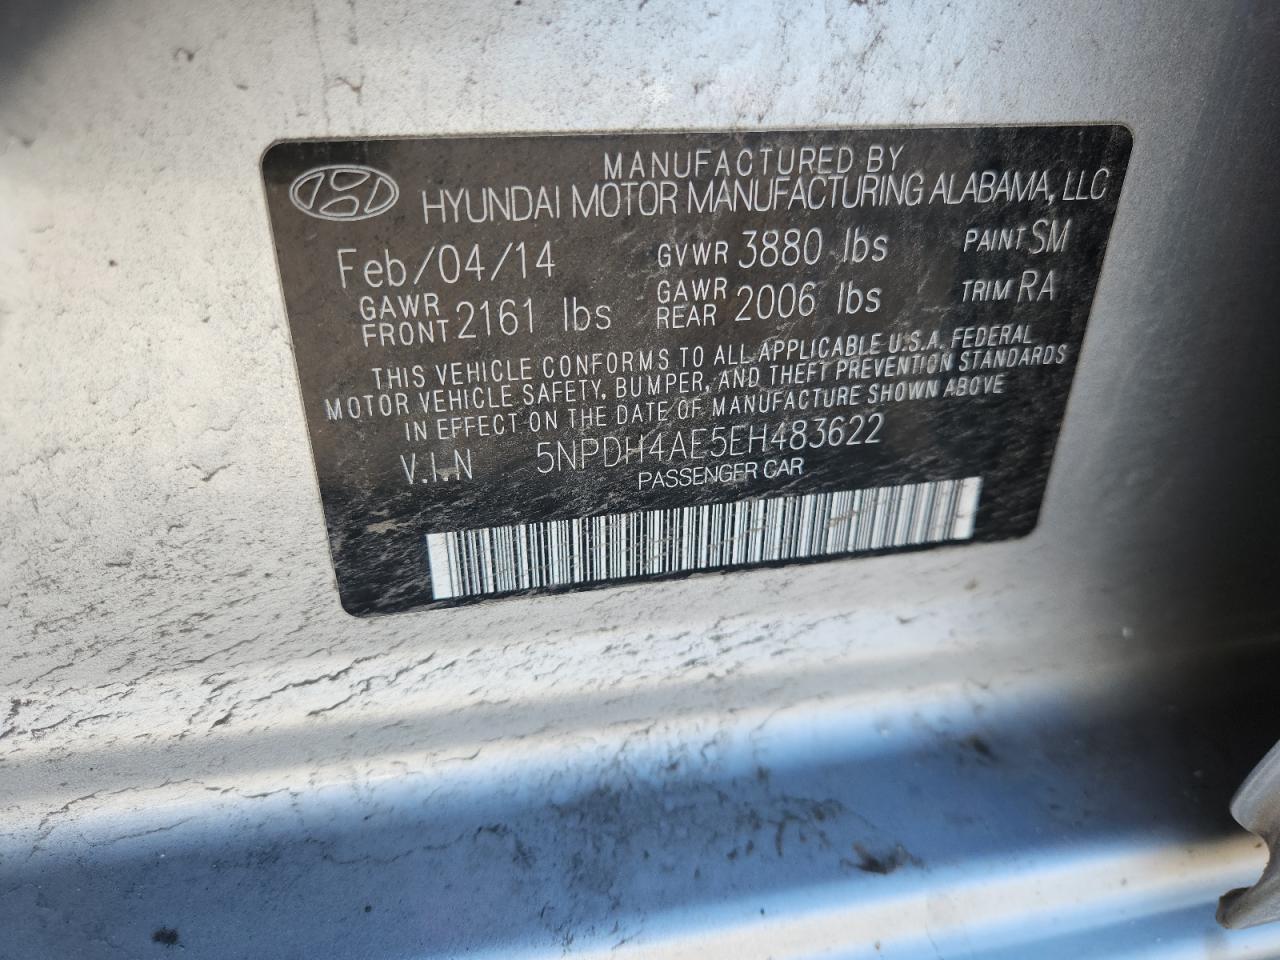 MANUFACTURED BY
HYUNDAI MOTOR MANUFACTURING ALABAMA, LLC
Feb/04/14 GVWR 3880 lbs PAINT SM
GAWR FRONT 2161 lbs GAWR REAR 2006 lbs TRIM RA
THIS VEHICLE CONFORMS TO ALL APPLICABLE U.S.A. FEDERAL
MOTOR VEHICLE SAFETY, BUMPER, AND THEFT PREVENTION STANDARDS
IN EFFECT ON THE DATE OF MANUFACTURE SHOWN ABOVE
V.I.N 5NPDH4AE5EH483622
PASSENGER CAR